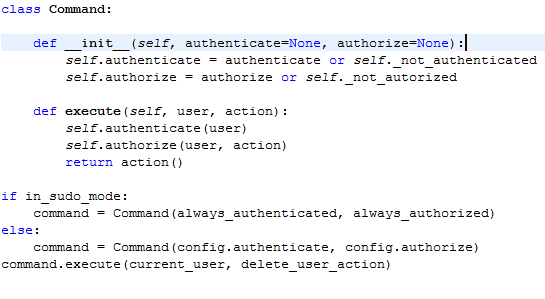 class Command:
    def __init__(self, authenticate=None, authorize=None):
        self.authenticate = authenticate or self._not_authenticated
        self.authorize = authorize or self._not_autorized
    def execute(self, user, action):
        self.authenticate(user)
        self.authorize(user, action)
        return action()
if in_sudo_mode:
    command = Command(always_authenticated, always_authorized)
else:
    command = Command(config.authenticate, config.authorize)
command.execute(current_user, delete_user_action)